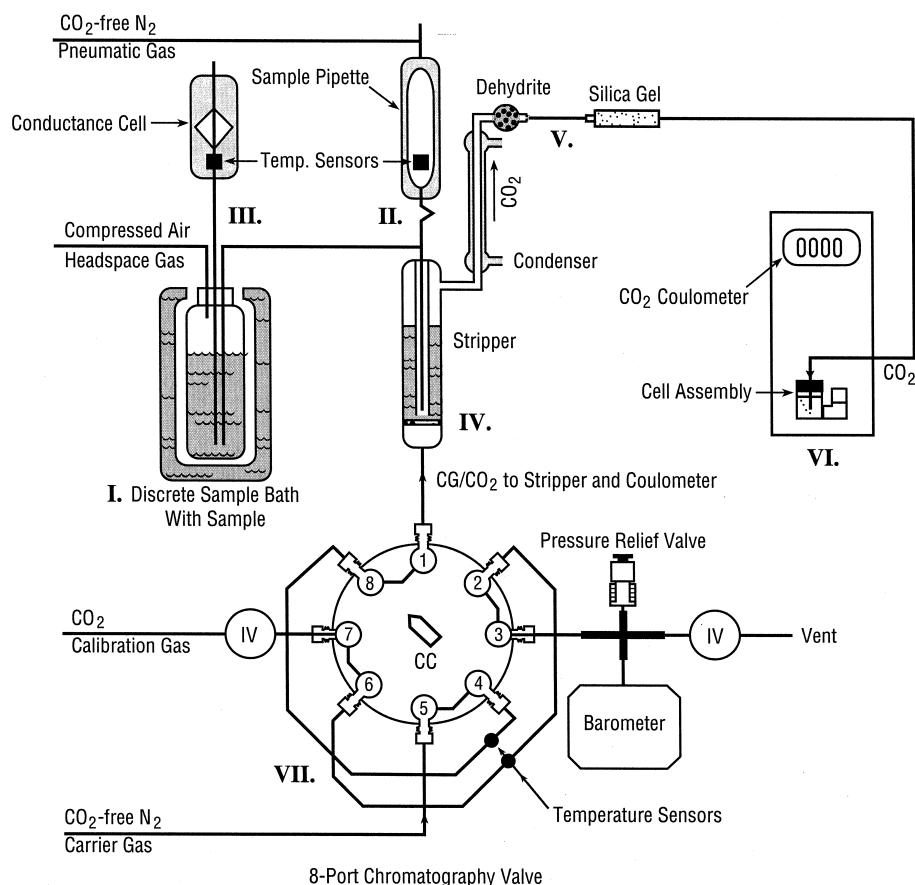 CO₂-free N₂
Pneumatic Gas
Sample Pipette
Conductance Cell
Temp. Sensors
Dehydrite
Silica Gel
V.
CO₂
III.
II.
Compressed Air
Headspace Gas
Condenser
CO₂ Coulometer
Stripper
CO₂
Cell Assembly
IV.
VI.
I. Discrete Sample Bath
With Sample
CG/CO₂ to Stripper and Coulometer
Pressure Relief Valve
1
8
2
CO₂
Calibration Gas
IV
7
3
IV
Vent
CC
6
4
5
Barometer
VII.
Temperature Sensors
CO₂-free N₂
Carrier Gas
8-Port Chromatography Valve